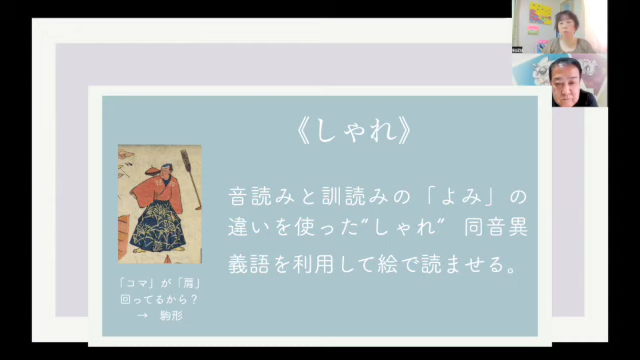 《しゃれ》
音読みと訓読みの「よみ」の
違いを使った”しゃれ” 同音異
義語を利用して絵で読ませる。
「コマ」が「肩」
回ってるから？
→ 駒形